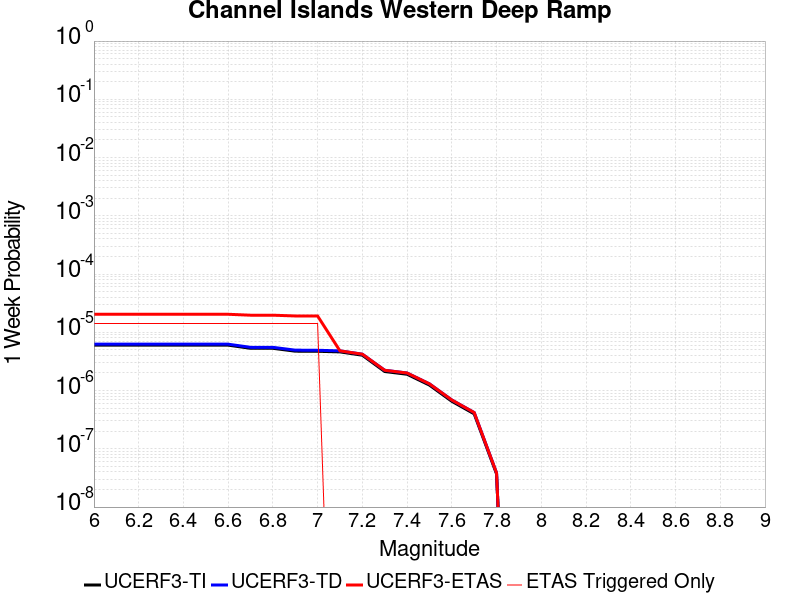 Channel Islands Western Deep Ramp
10^0
10^-1
10^-2
10^-3
10^-4
10^-5
10^-6
10^-7
10^-8
1 Week Probability
6 6.2 6.4 6.6 6.8 7 7.2 7.4 7.6 7.8 8 8.2 8.4 8.6 8.8 9
Magnitude
UCERF3-TI UCERF3-TD UCERF3-ETAS ETAS Triggered Only